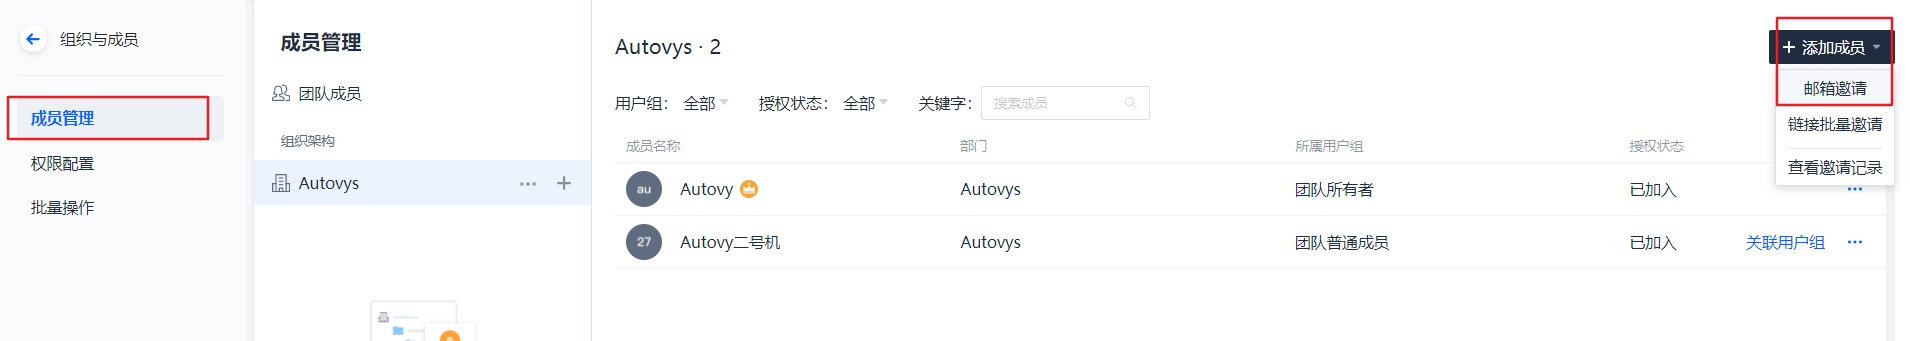 组织与成员
成员管理
权限配置
批量操作
成员管理
团队成员
组织架构
Autovys
Autovys · 2
添加成员
邮箱邀请
链接批量邀请
查看邀请记录
用户组： 全部 授权状态： 全部 关键字： 搜索成员
成员名称 部门 所属用户组 授权状态
au Autovy Autovys 团队所有者 已加入
27 Autovy二号机 Autovys 团队普通成员 已加入 关联用户组